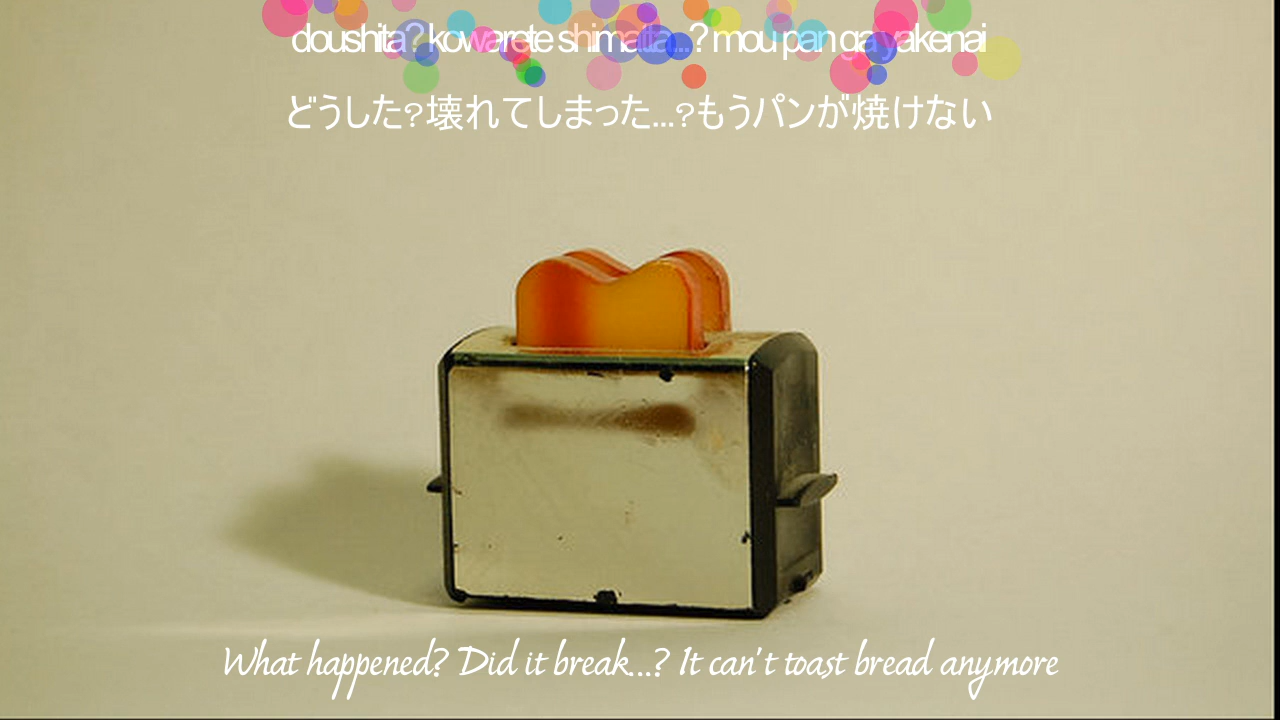 doushita? kowarete shimatta...? mou pan ga yakenai
どうした?壊れてしまった...?もうパンが焼けない
What happened? Did it break...? It can't toast bread anymore